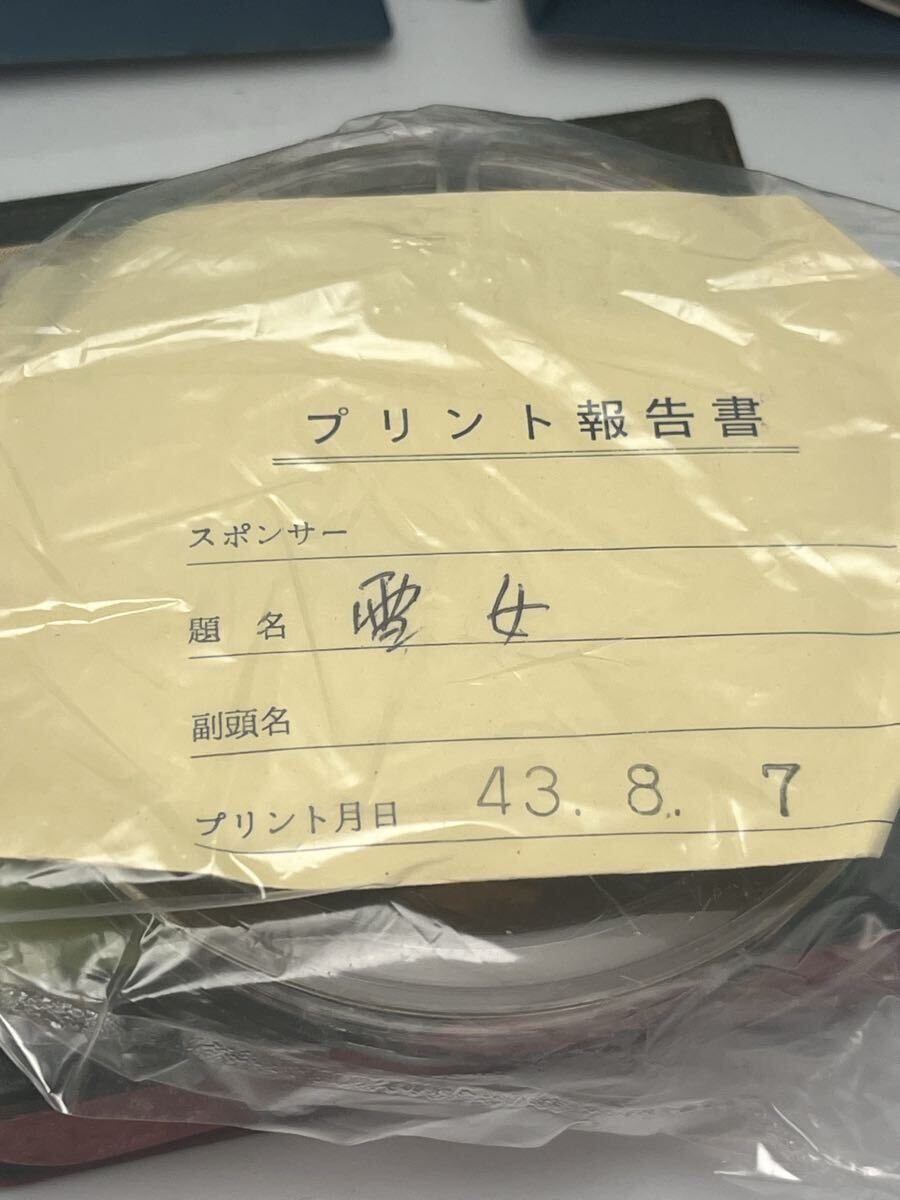 プリント報告書
スポンサー
題名 雪女
副頭名
プリント月日 43. 8. 7